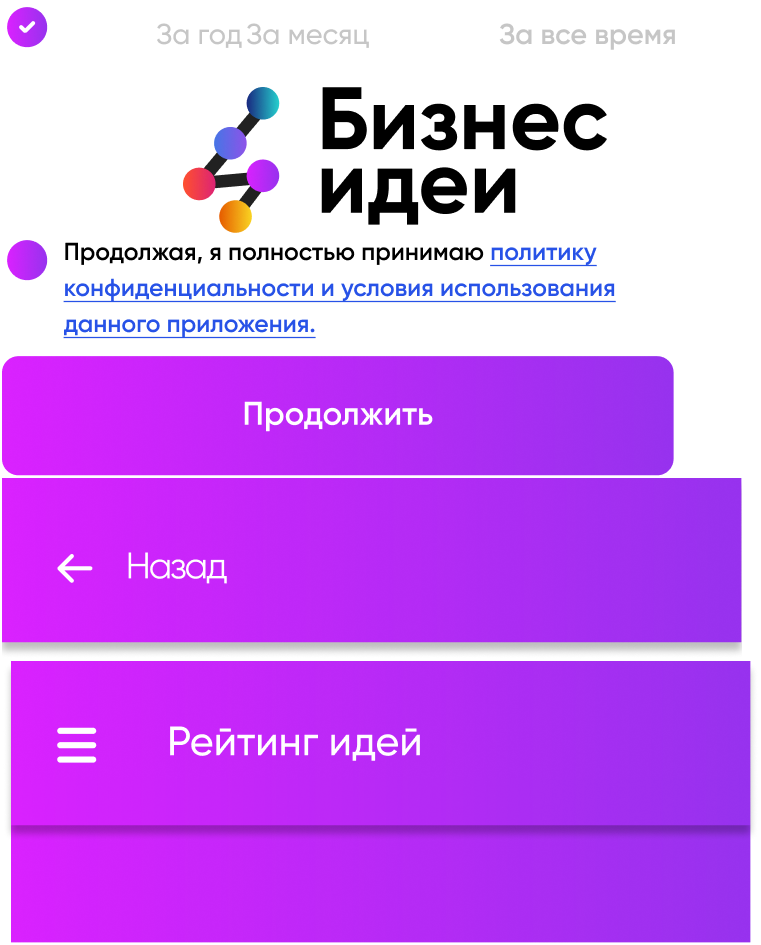 За год За месяц За все время
Бизнес
идеи
Продолжая, я полностью принимаю политику
конфиденциальности и условия использования
данного приложения.
Продолжить
Назад
Рейтинг идей